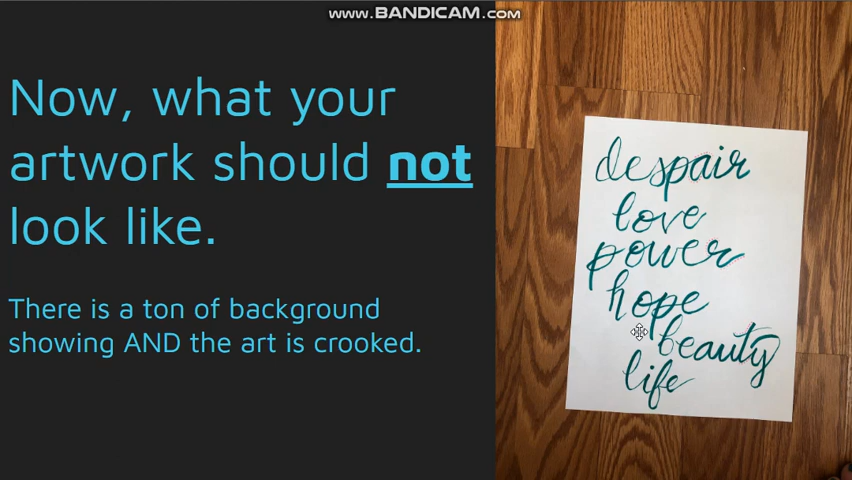 www.BANDICAM.com
Now, what your
artwork should not
look like.
There is a ton of background
showing AND the art is crooked.
despair
love
power
hope
beauty
life